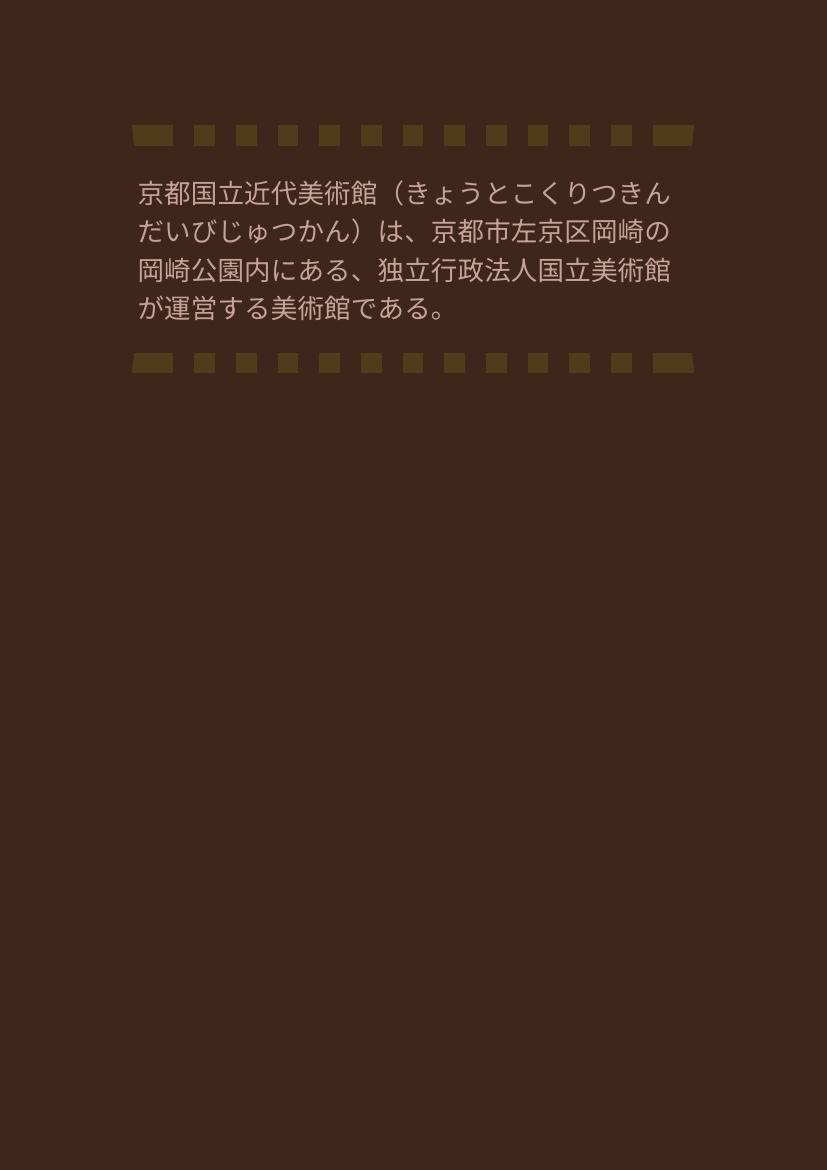 京都国立近代美術館（きょうとこくりつきん
だいびじゅつかん）は、京都市左京区岡崎の
岡崎公園内にある、独立行政法人国立美術館
が運営する美術館である。